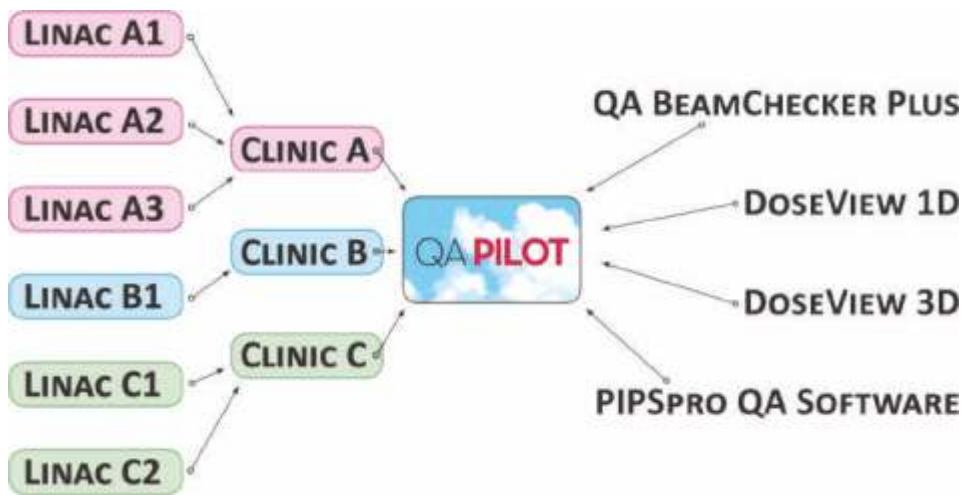 LINAC A1
LINAC A2
LINAC A3
LINAC B1
LINAC C1
LINAC C2
CLINIC A
CLINIC B
CLINIC C
QA PILOT
QA BEAMCHECKER PLUS
DOSEVIEW 1D
DOSEVIEW 3D
PIPSPRO QA SOFTWARE